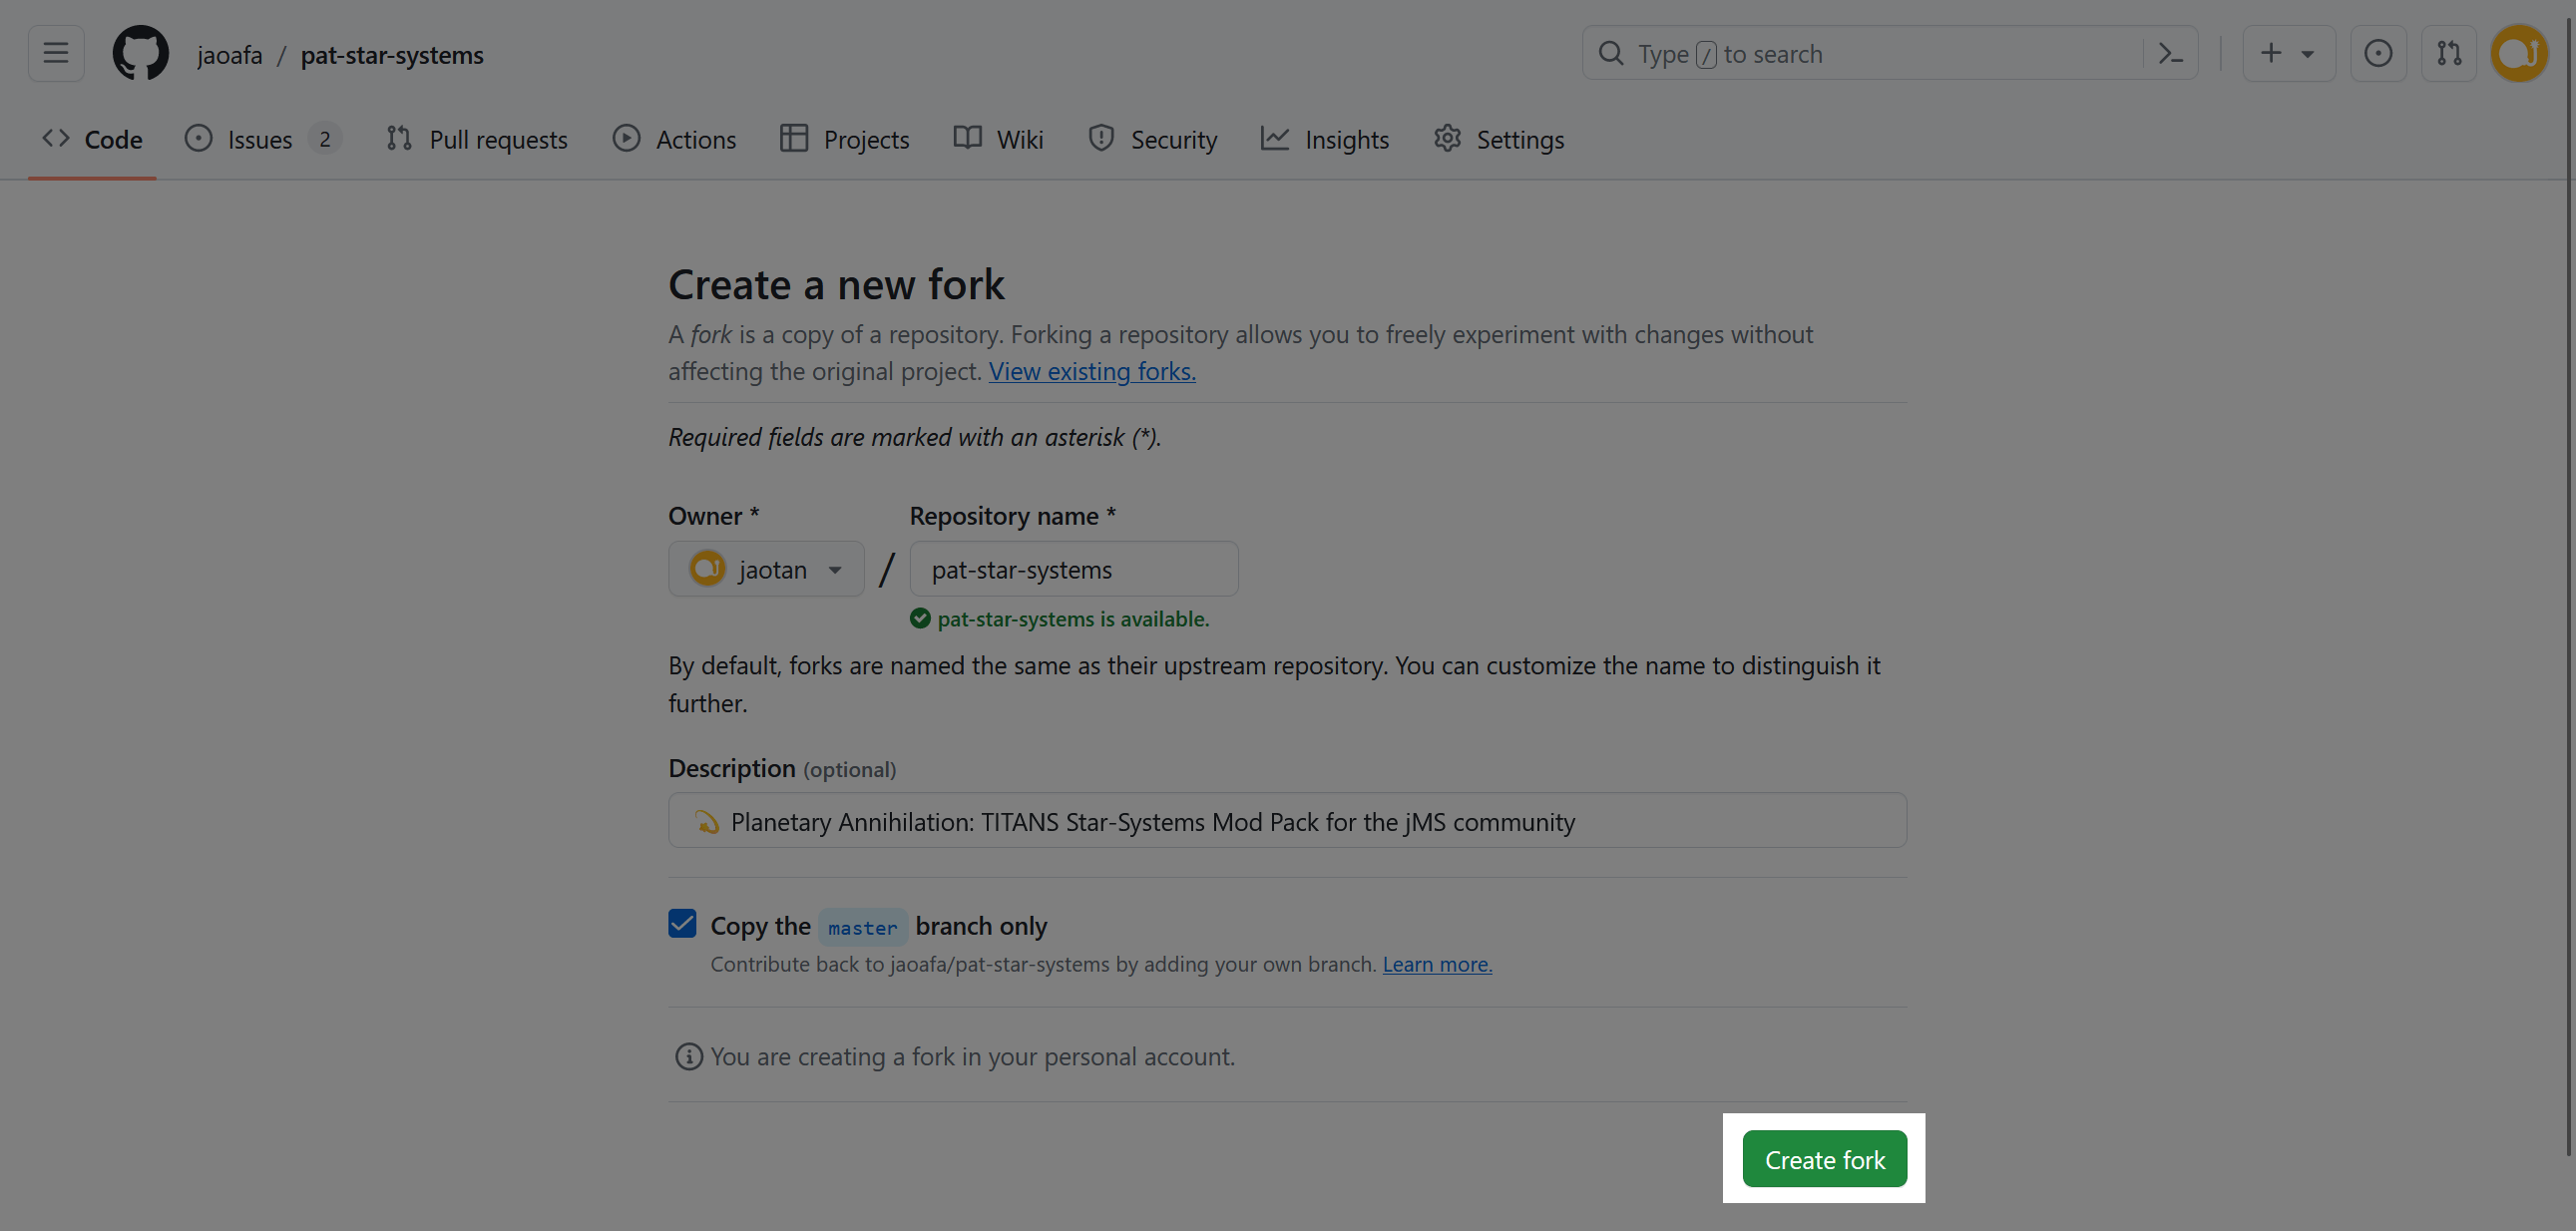 jaoafa / pat-star-systems
Type / to search
Code
Issues 2
Pull requests
Actions
Projects
Wiki
Security
Insights
Settings
Create a new fork
A fork is a copy of a repository. Forking a repository allows you to freely experiment with changes without
affecting the original project. View existing forks.
Required fields are marked with an asterisk (*).
Owner *
Repository name *
jaotan / pat-star-systems
pat-star-systems is available.
By default, forks are named the same as their upstream repository. You can customize the name to distinguish it
further.
Description (optional)
💫 Planetary Annihilation: TITANS Star-Systems Mod Pack for the jMS community
Copy the master branch only
Contribute back to jaoafa/pat-star-systems by adding your own branch. Learn more.
You are creating a fork in your personal account.
Create fork